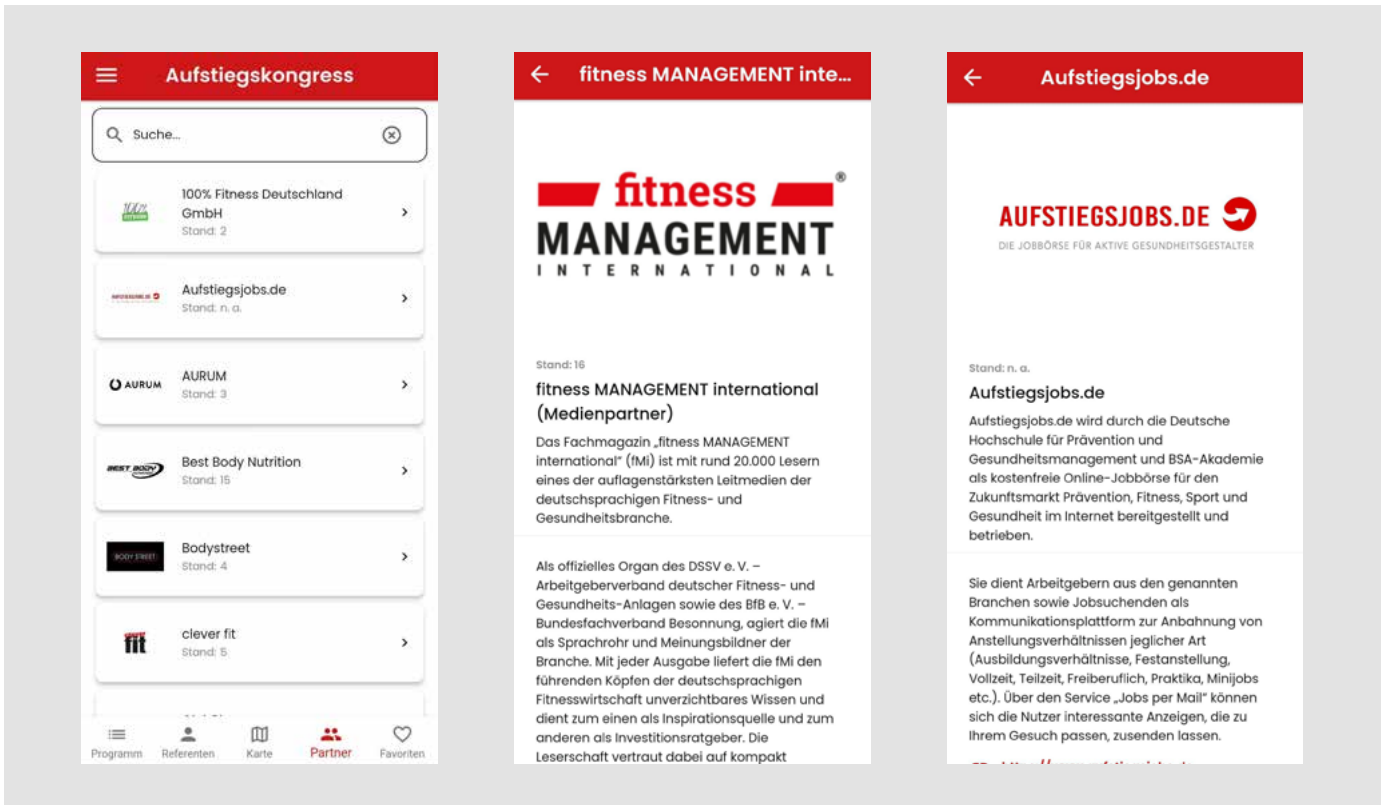 Aufstiegskongress
Suche...
100% Fitness Deutschland
GmbH
Stand: 2
AUFSTIEGSJOBS.DE
Aufstiegsjobs.de
Stand: n. a.
AURUM
AURUM
Stand: 3
BEST BODY
Best Body Nutrition
Stand: 15
BODY STREET
Bodystreet
Stand: 4
fit
clever fit
Stand: 5
Programm
Referenten
Karte
Partner
Favoriten
fitness MANAGEMENT inte...
fitness ®
MANAGEMENT
INTERNATIONAL
Stand: 16
fitness MANAGEMENT international
(Medienpartner)
Das Fachmagazin „fitness MANAGEMENT
international“ (fMi) ist mit rund 20.000 Lesern
eines der auflagenstärksten Leitmedien der
deutschsprachigen Fitness- und
Gesundheitsbranche.
Als offizielles Organ des DSSV e. V. –
Arbeitgeberverband deutscher Fitness- und
Gesundheits-Anlagen sowie des BfB e. V. –
Bundesfachverband Besonnung, agiert die fMi
als Sprachrohr und Meinungsbildner der
Branche. Mit jeder Ausgabe liefert die fMi den
führenden Köpfen der deutschsprachigen
Fitnesswirtschaft unverzichtbares Wissen und
dient zum einen als Inspirationsquelle und zum
anderen als Investitionsratgeber. Die
Leserschaft vertraut dabei auf kompakt
Aufstiegsjobs.de
AUFSTIEGSJOBS.DE
DIE JOBBÖRSE FÜR AKTIVE GESUNDHEITSGESTALTER
Stand: n. a.
Aufstiegsjobs.de
Aufstiegsjobs.de wird durch die Deutsche
Hochschule für Prävention und
Gesundheitsmanagement und BSA-Akademie
als kostenfreie Online-Jobbörse für den
Zukunftsmarkt Prävention, Fitness, Sport und
Gesundheit im Internet bereitgestellt und
betrieben.
Sie dient Arbeitgebern aus den genannten
Branchen sowie Jobsuchenden als
Kommunikationsplattform zur Anbahnung von
Anstellungsverhältnissen jeglicher Art
(Ausbildungsverhältnisse, Festanstellung,
Vollzeit, Teilzeit, Freiberuflich, Praktika, Minijobs
etc.). Über den Service „Jobs per Mail“ können
sich die Nutzer interessante Anzeigen, die zu
Ihrem Gesuch passen, zusenden lassen.